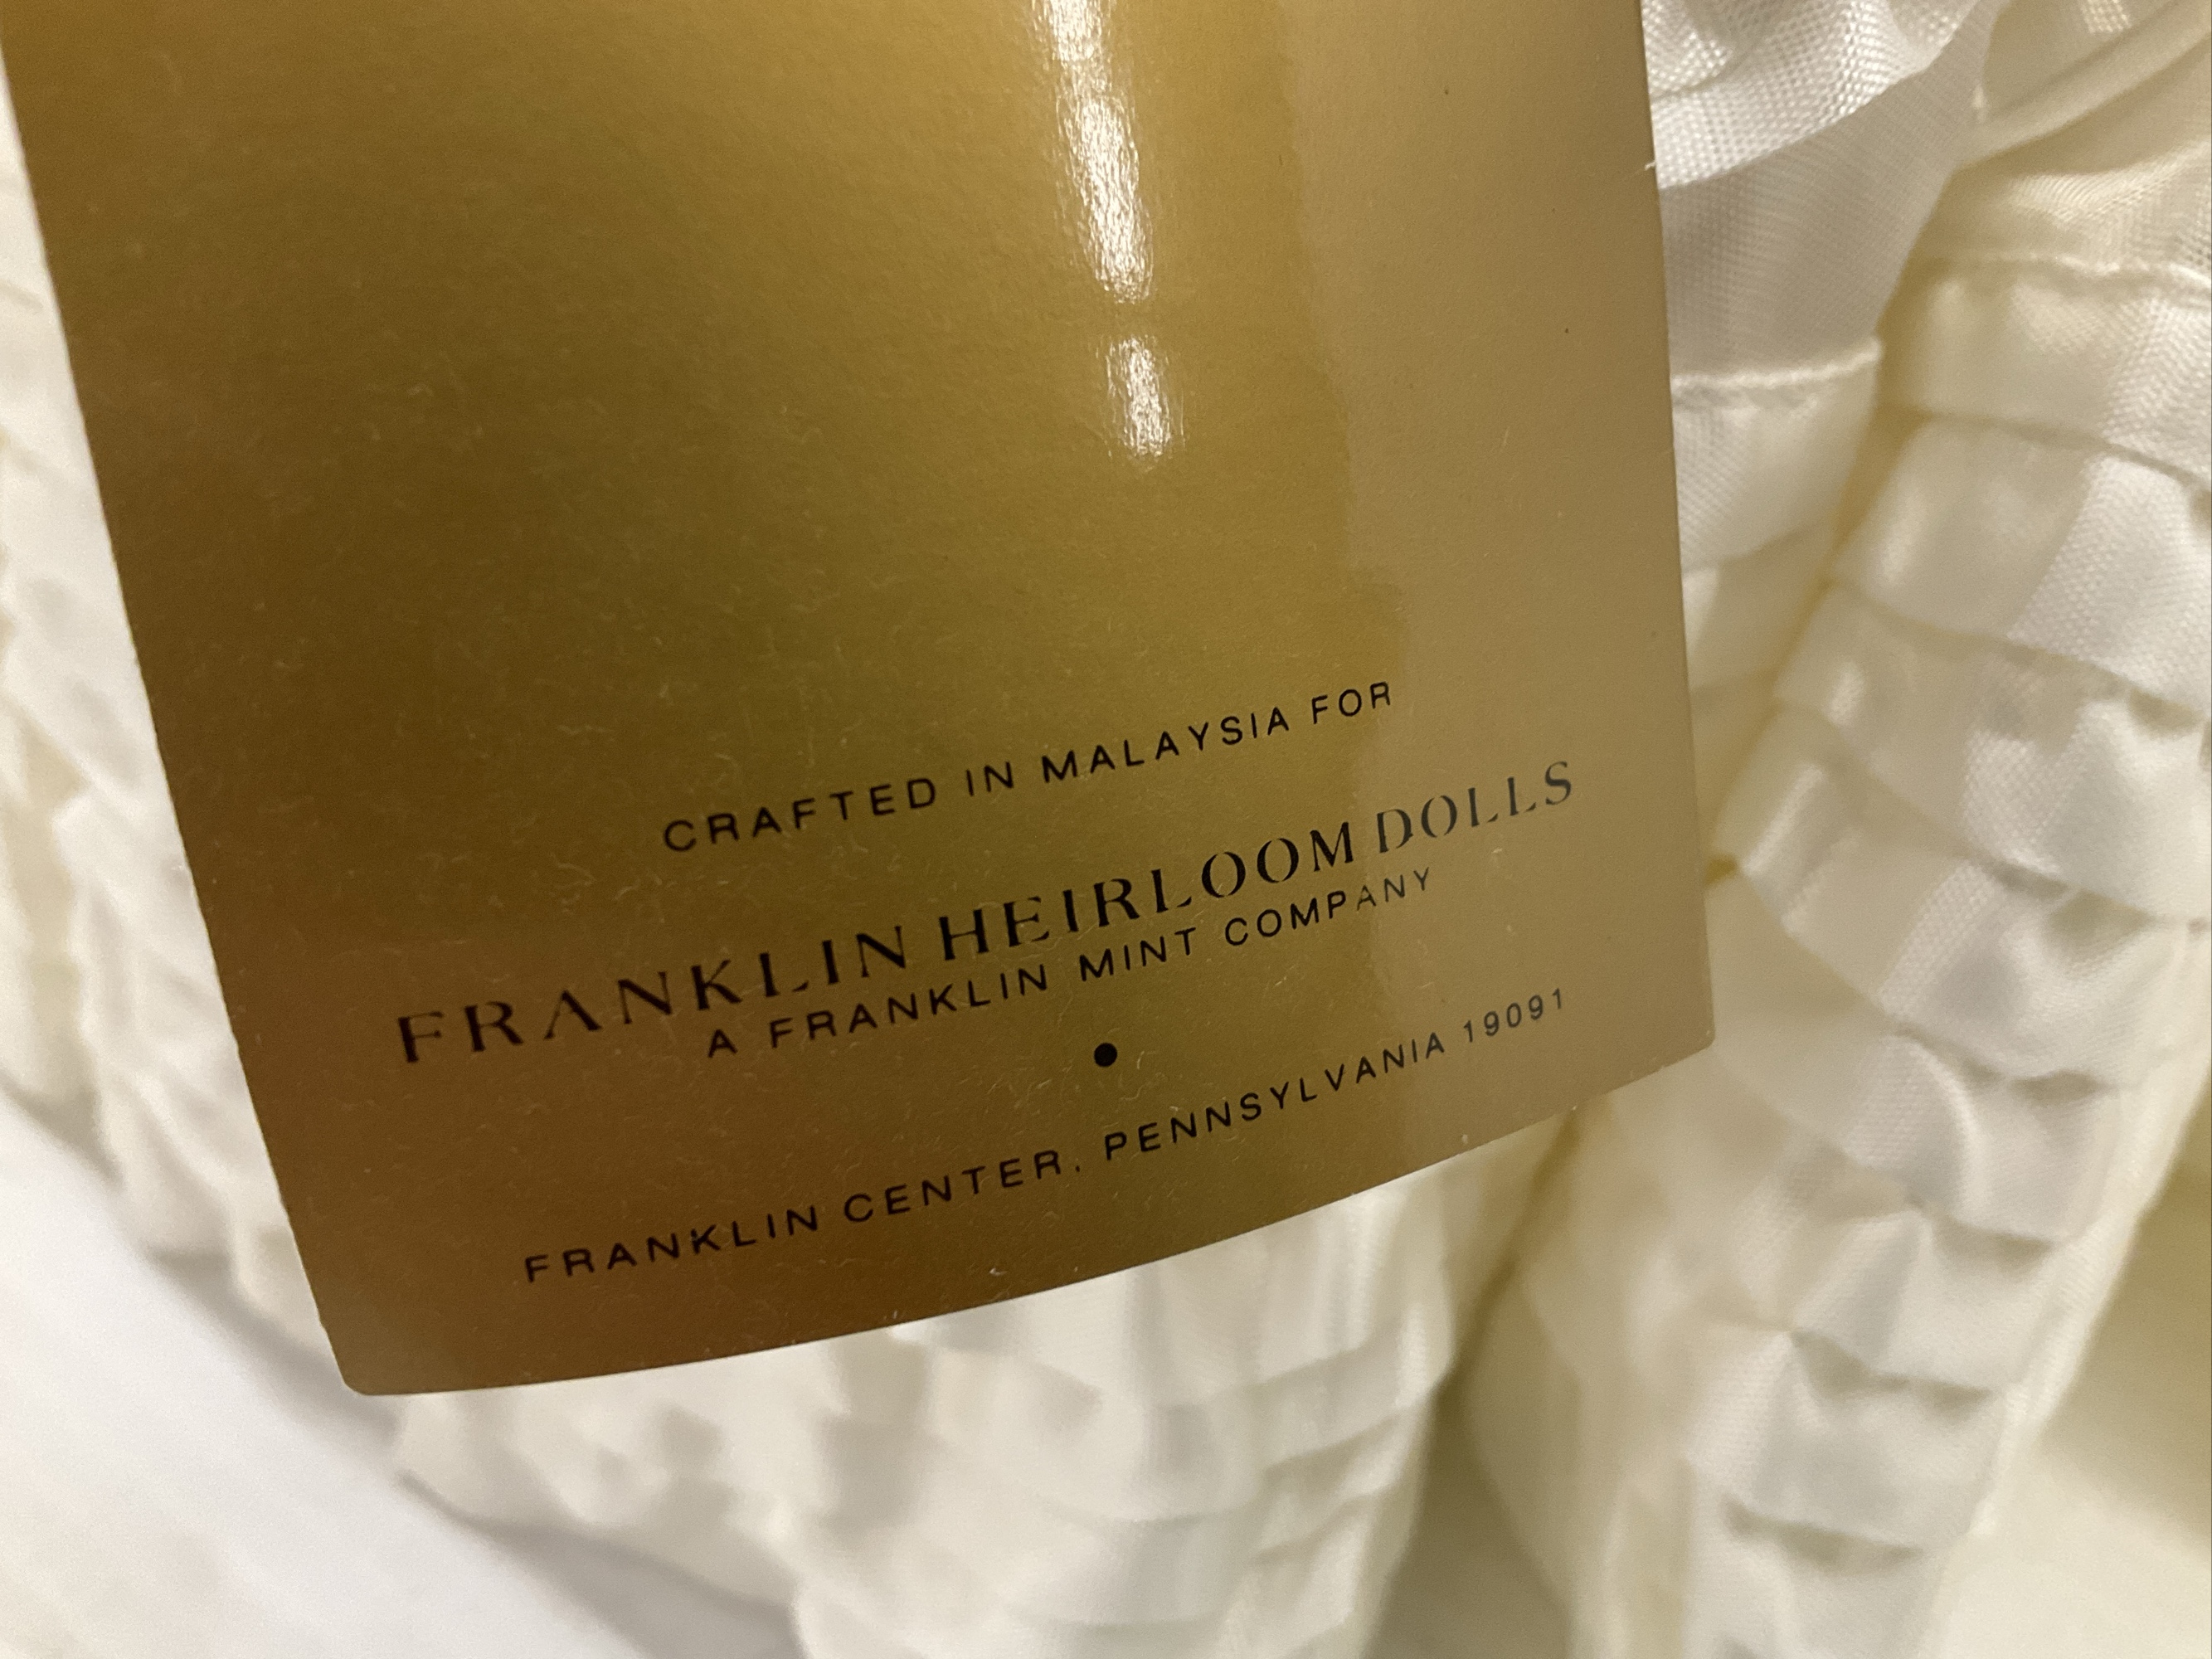 CRAFTED IN MALAYSIA FOR
FRANKLIN HEIRLOOM DOLLS
A FRANKLIN MINT COMPANY
●
FRANKLIN CENTER, PENNSYLVANIA 19091